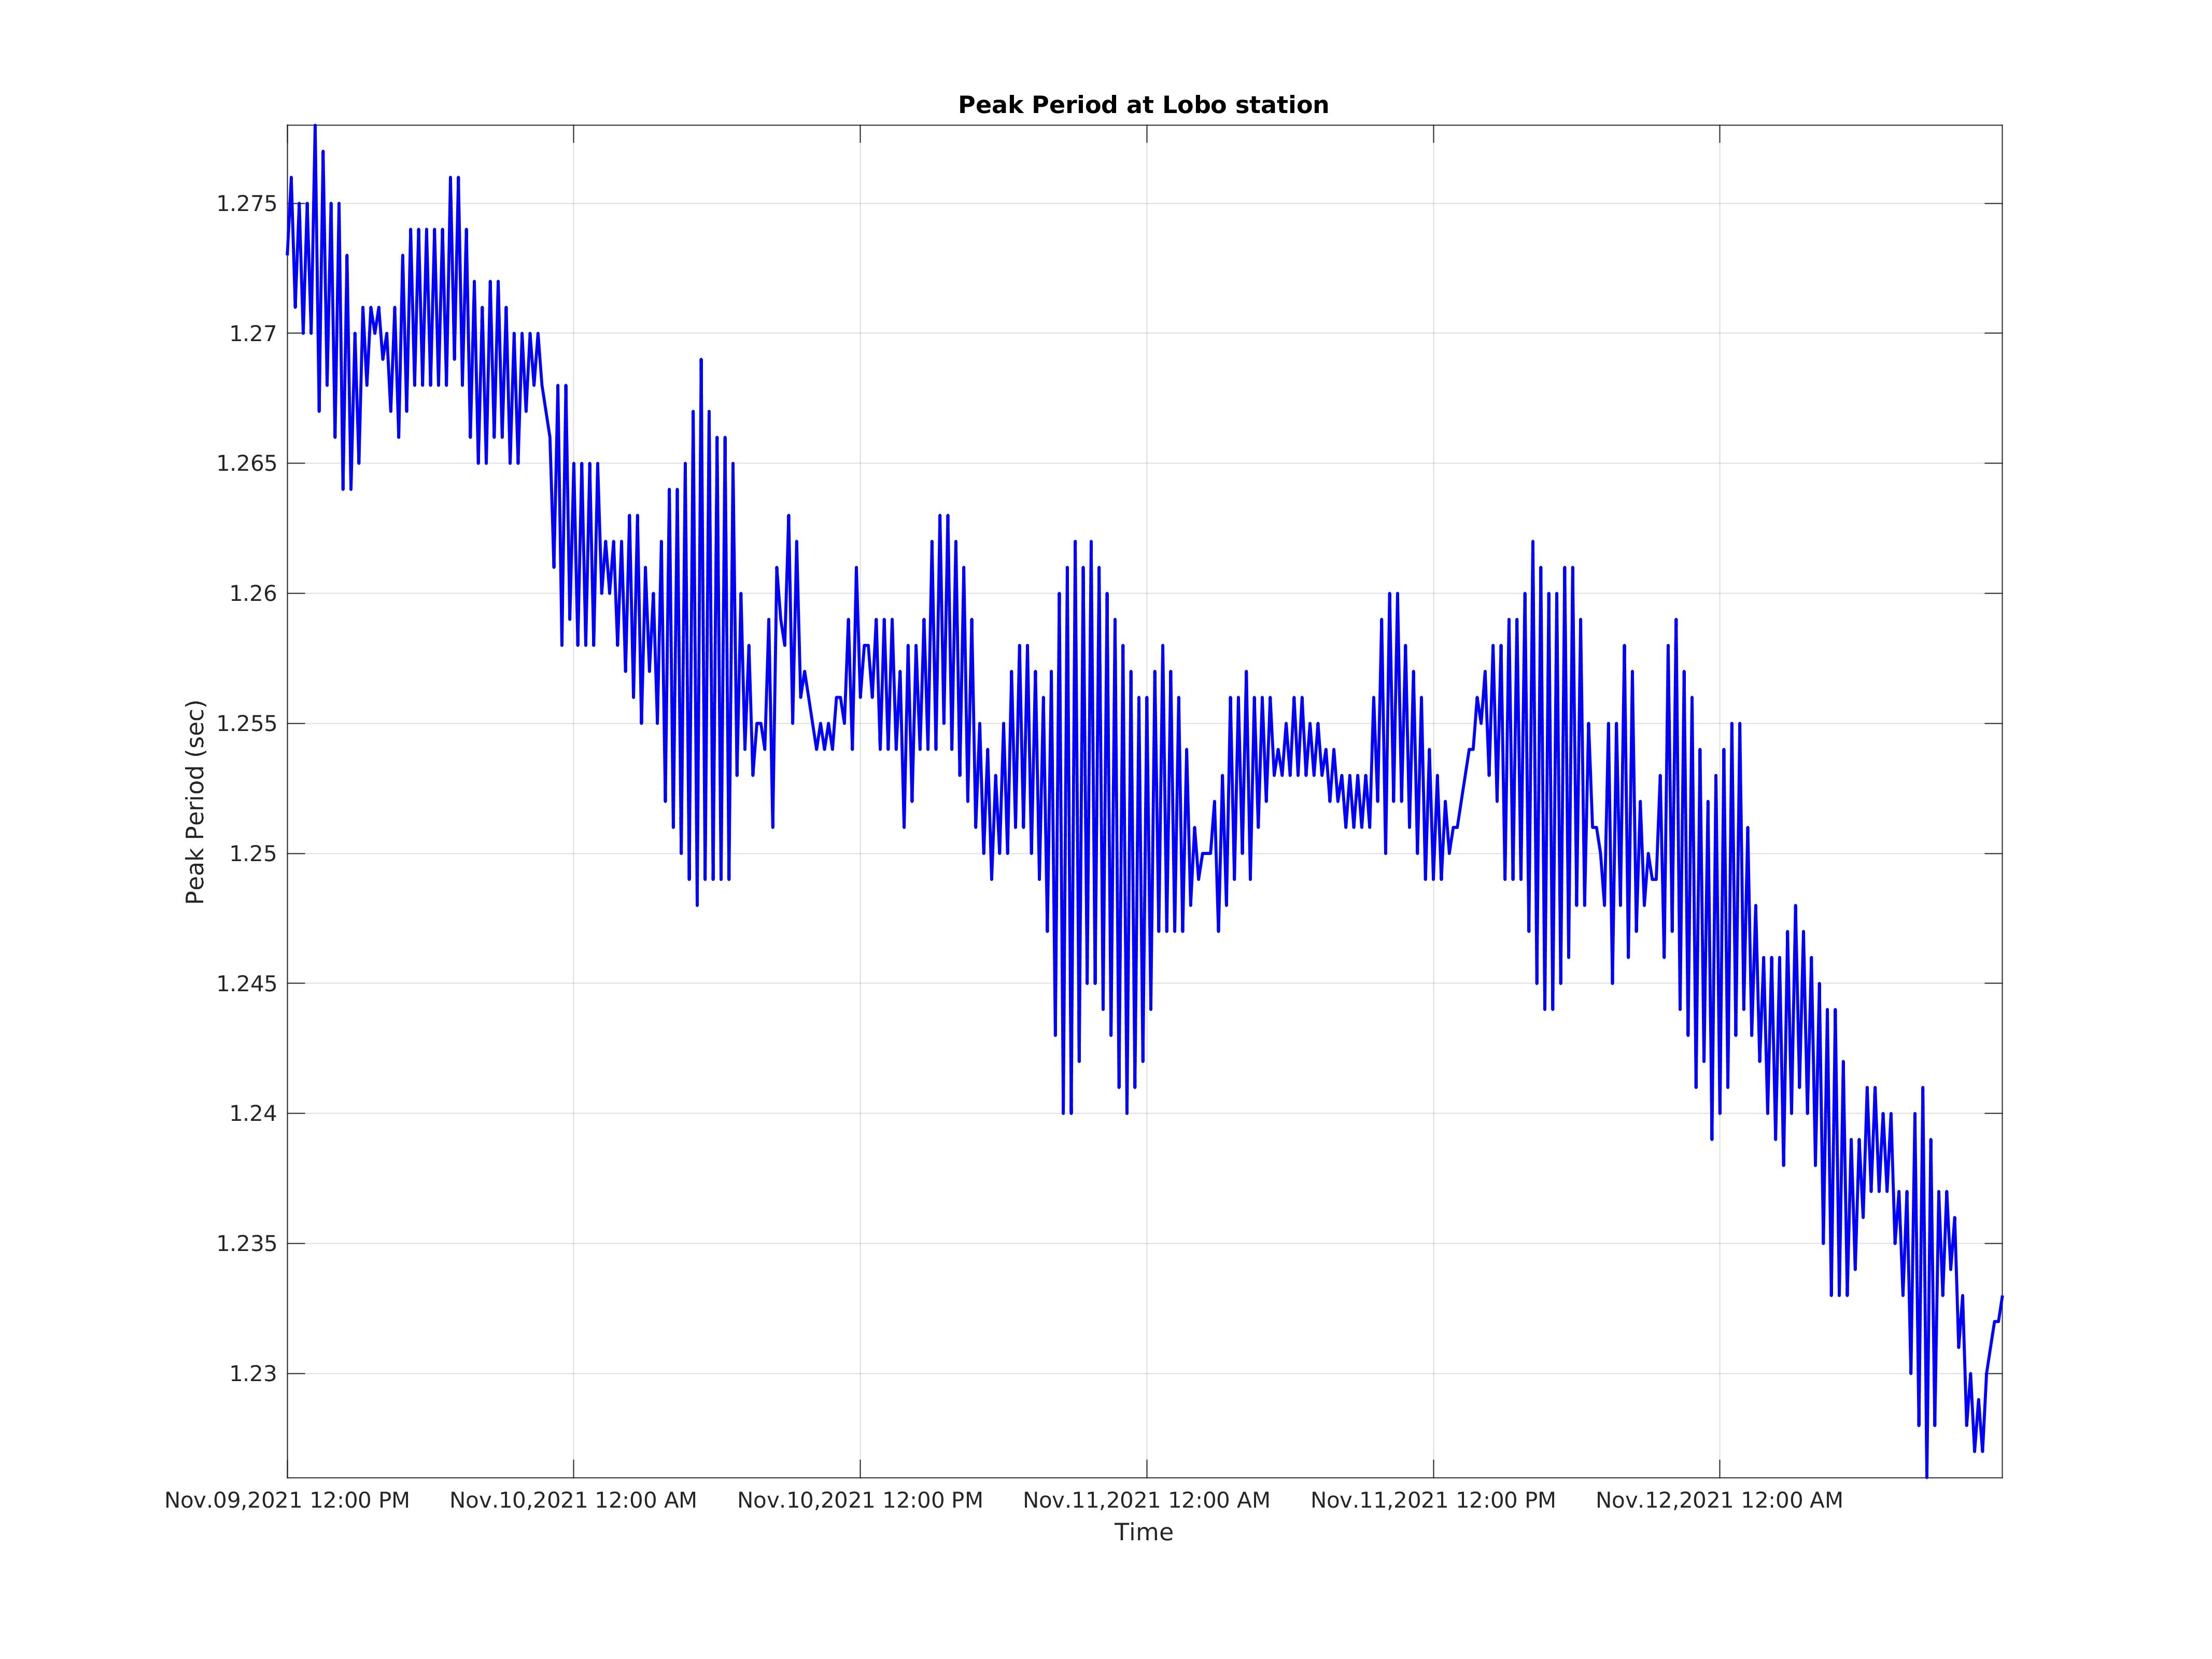 Peak Period at Lobo station
1.275
1.27
1.265
1.26
1.255
1.25
1.245
1.24
1.235
1.23
Peak Period (sec)
Nov.09,2021 12:00 PM Nov.10,2021 12:00 AM Nov.10,2021 12:00 PM Nov.11,2021 12:00 AM Nov.11,2021 12:00 PM Nov.12,2021 12:00 AM
Time